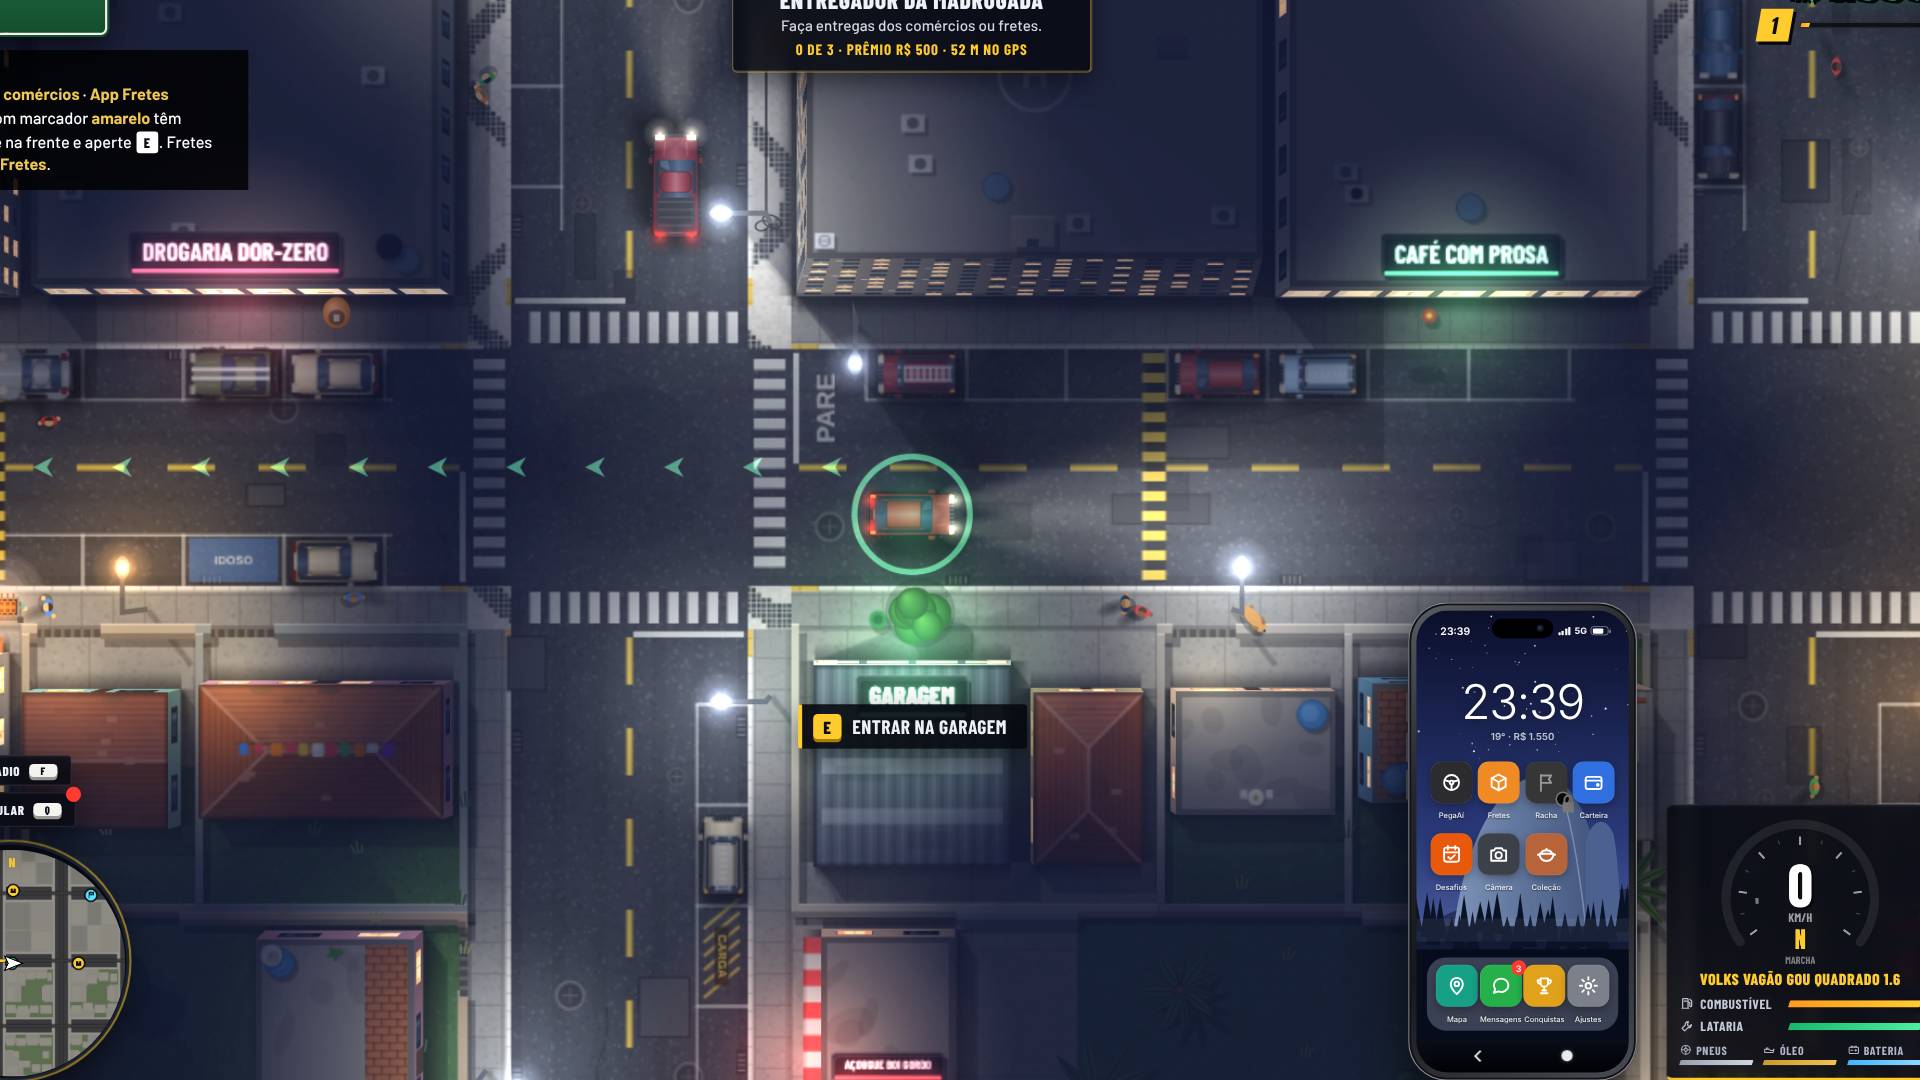 ENTREGADOR DA MADRUGADA
Faça entregas dos comércios ou fretes.
0 DE 3 · PRÊMIO R$ 500 · 52 M NO GPS
1
comércios · App Fretes
om marcador amarelo têm
e na frente e aperte E. Fretes
Fretes.
DROGARIA DOR-ZERO
CAFÉ COM PROSA
PARE
IDOSO
GARAGEM
E ENTRAR NA GARAGEM
CARGA
AÇOUGUE BOI GORDO
ADIO F
ULAR 0
N
23:39 5G
23:39
19° · R$ 1.550
PegaAí Fretes Racha Carteira
Desafios Câmera Coleção
3
Mapa Mensagens Conquistas Ajustes
0
KM/H
N
MARCHA
VOLKS VAGÃO GOU QUADRADO 1.6
COMBUSTÍVEL
LATARIA
PNEUS ÓLEO BATERIA